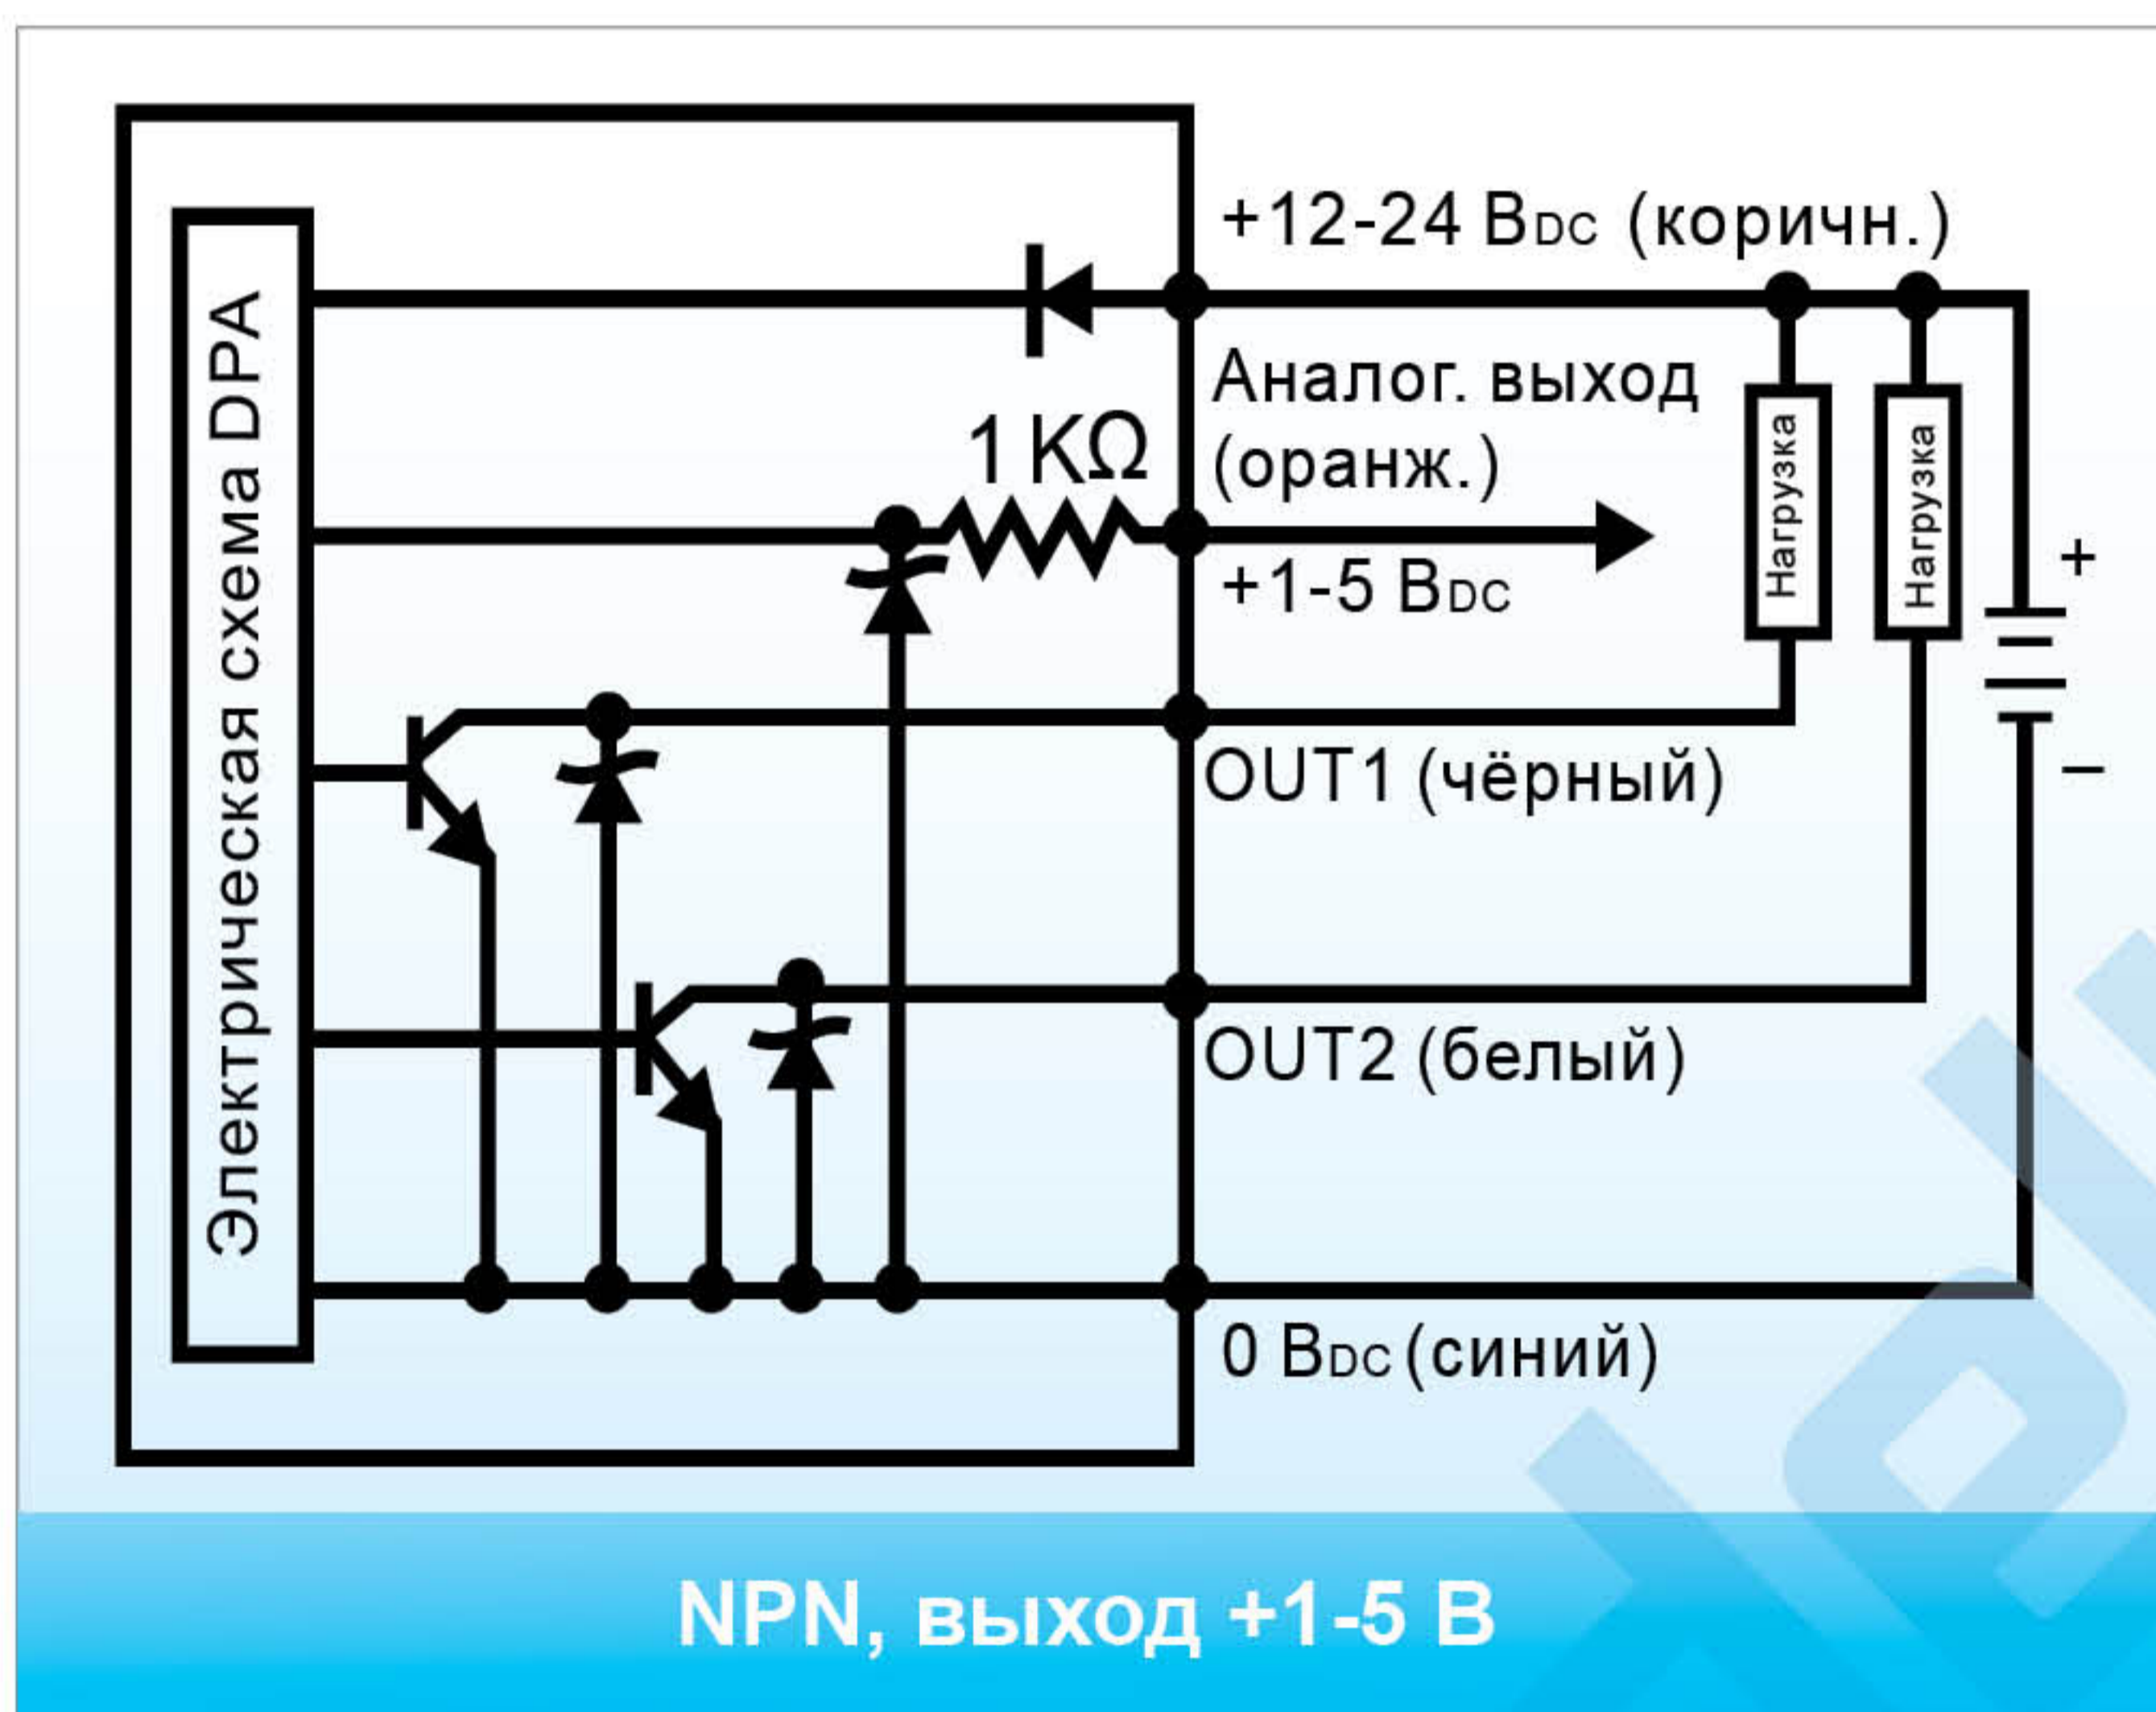 +12-24 BDC (коричн.)
Электрическая схема DPA
Аналог. выход
(оранж.)
1 KΩ
+1-5 BDC
Нагрузка
Нагрузка
+
–
OUT1 (чёрный)
OUT2 (белый)
0 BDC (синий)
NPN, выход +1-5 В